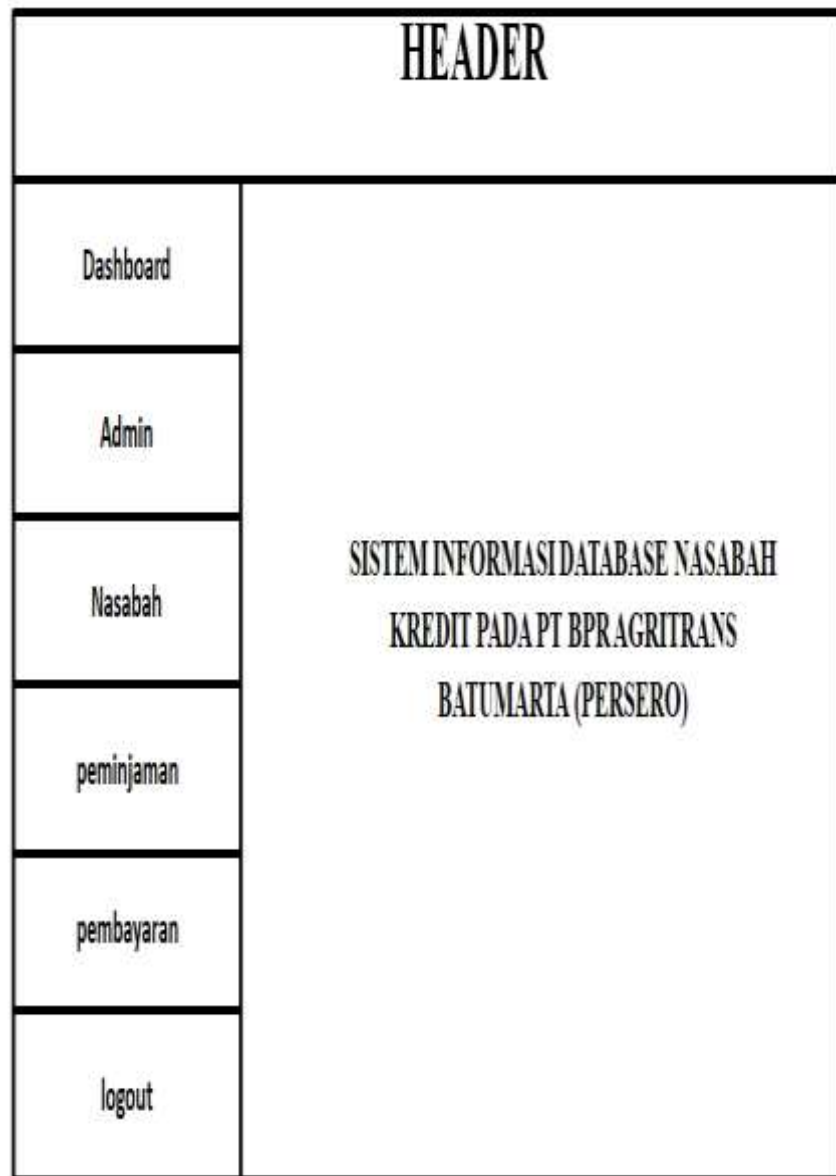 HEADER
Dashboard
Admin
Nasabah
peminjaman
pembayaran
logout
SISTEM INFORMASI DATABASE NASABAH
KREDIT PADA PT BPR AGRITRANS
BATUMARTA (PERSERO)